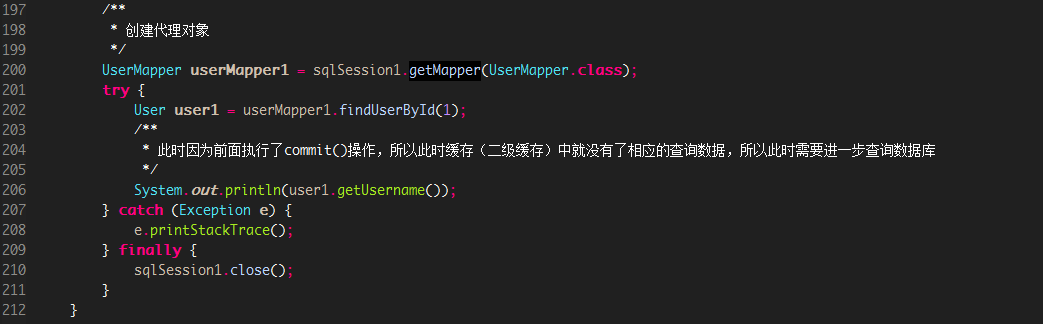 197 /**
198 * 创建代理对象
199 */
200 UserMapper userMapper1 = sqlSession1.getMapper(UserMapper.class);
201 try {
202 User user1 = userMapper1.findUserById(1);
203 /**
204 * 此时因为前面执行了commit()操作，所以此时缓存（二级缓存）中就没有了相应的查询数据，所以此时需要进一步查询数据库
205 */
206 System.out.println(user1.getUsername());
207 } catch (Exception e) {
208 e.printStackTrace();
209 } finally {
210 sqlSession1.close();
211 }
212 }